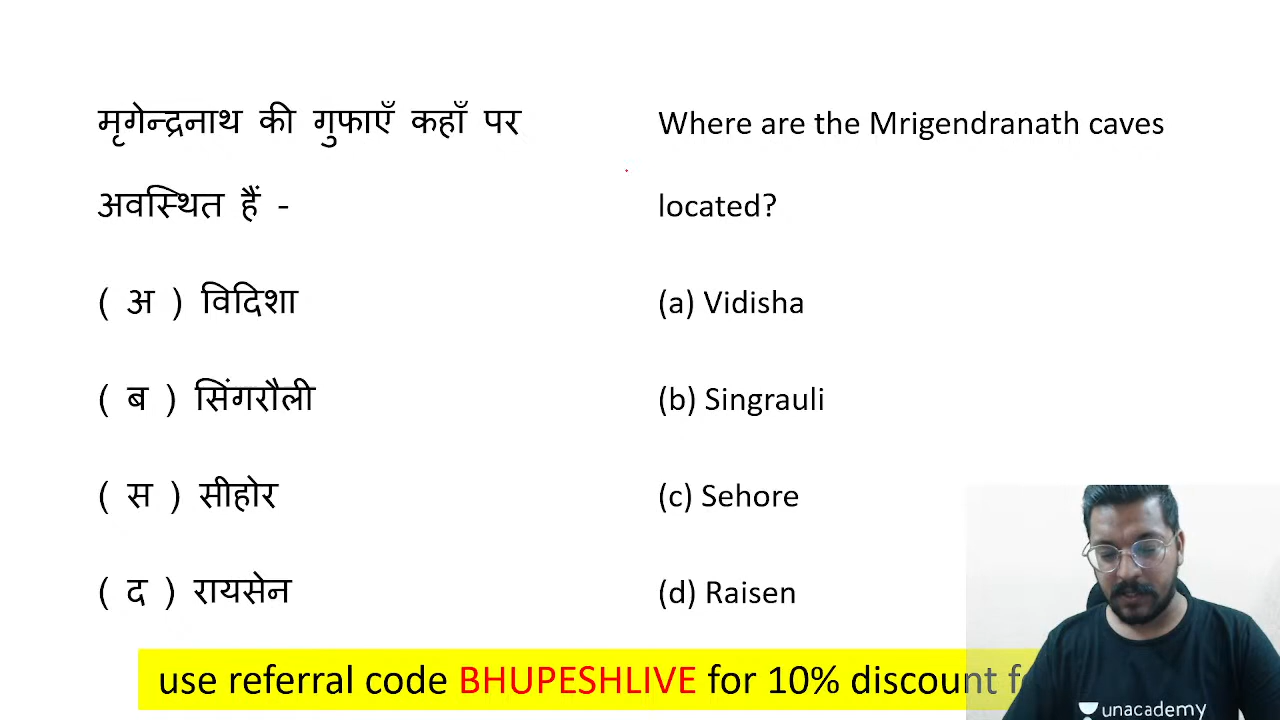 मृगेन्द्रनाथ की गुफाएँ कहाँ पर
अवस्थित हैं -
( अ ) विदिशा
( ब ) सिंगरौली
( स ) सीहोर
( द ) रायसेन
Where are the Mrigendranath caves
located?
(a) Vidisha
(b) Singrauli
(c) Sehore
(d) Raisen
use referral code BHUPESHLIVE for 10% discount
unacademy